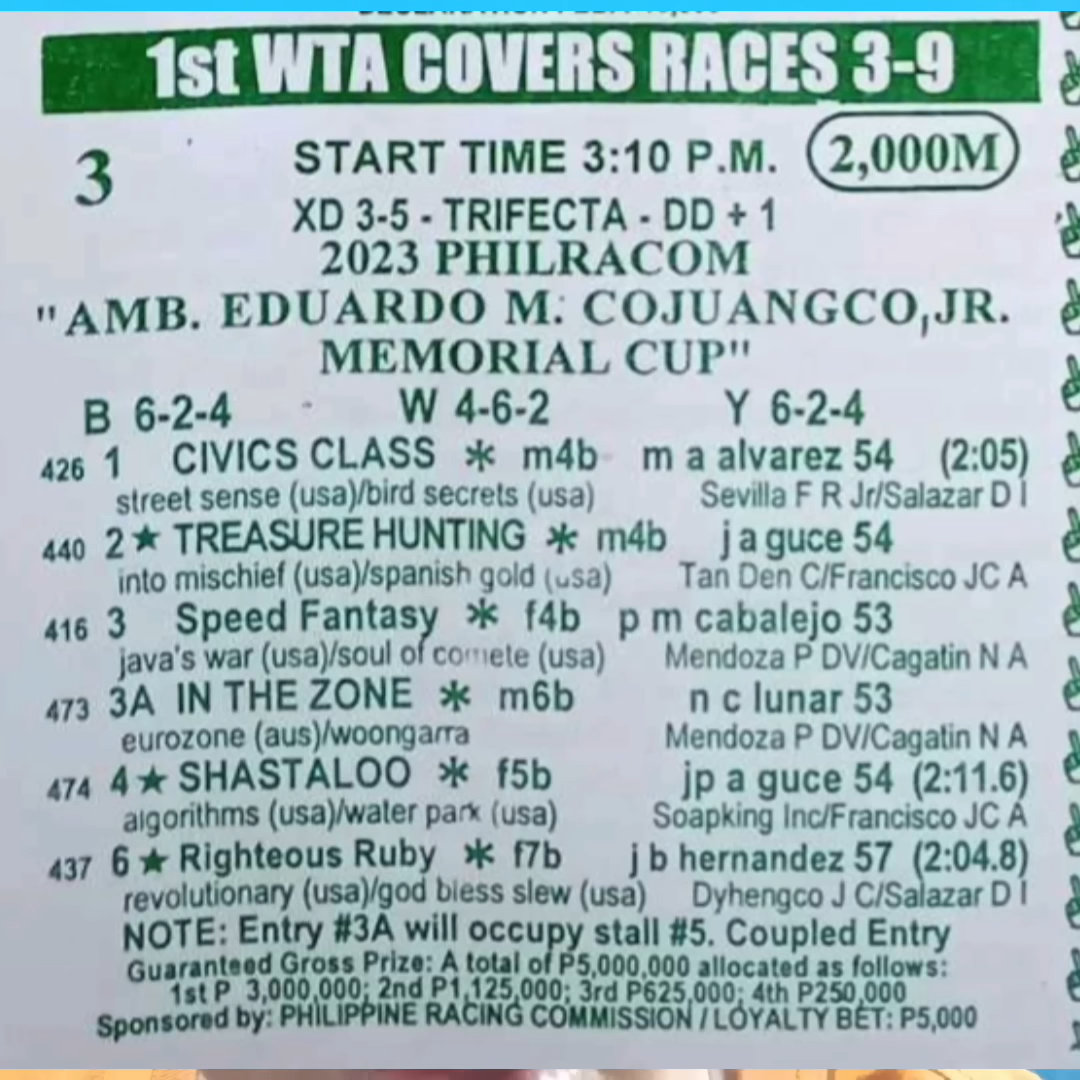 1st WTA COVERS RACES 3-9
3 START TIME 3:10 P.M. 2,000M
XD 3-5 - TRIFECTA - DD + 1
2023 PHILRACOM
"AMB. EDUARDO M. COJUANGCO,JR.
MEMORIAL CUP"
B 6-2-4 W 4-6-2 Y 6-2-4
426 1 CIVICS CLASS * m4b m a alvarez 54 (2:05)
street sense (usa)/bird secrets (usa) Sevilla F R Jr/Salazar D I
440 2★ TREASURE HUNTING * m4b j a guce 54
into mischief (usa)/spanish gold (usa) Tan Den C/Francisco JC A
416 3 Speed Fantasy * f4b p m cabalejo 53
java's war (usa)/soul of comete (usa) Mendoza P DV/Cagatin N A
473 3A IN THE ZONE * m6b n c lunar 53
eurozone (aus)/woongarra Mendoza P DV/Cagatin N A
474 4★ SHASTALOO * f5b jp a guce 54 (2:11.6)
algorithms (usa)/water park (usa) Soapking Inc/Francisco JC A
437 6★ Righteous Ruby * f7b j b hernandez 57 (2:04.8)
revolutionary (usa)/god bless slew (usa) Dyhengco J C/Salazar D I
NOTE: Entry #3A will occupy stall #5. Coupled Entry
Guaranteed Gross Prize: A total of P5,000,000 allocated as follows:
1st P 3,000,000; 2nd P1,125,000; 3rd P625,000; 4th P250,000
Sponsored by: PHILIPPINE RACING COMMISSION / LOYALTY BET: P5,000